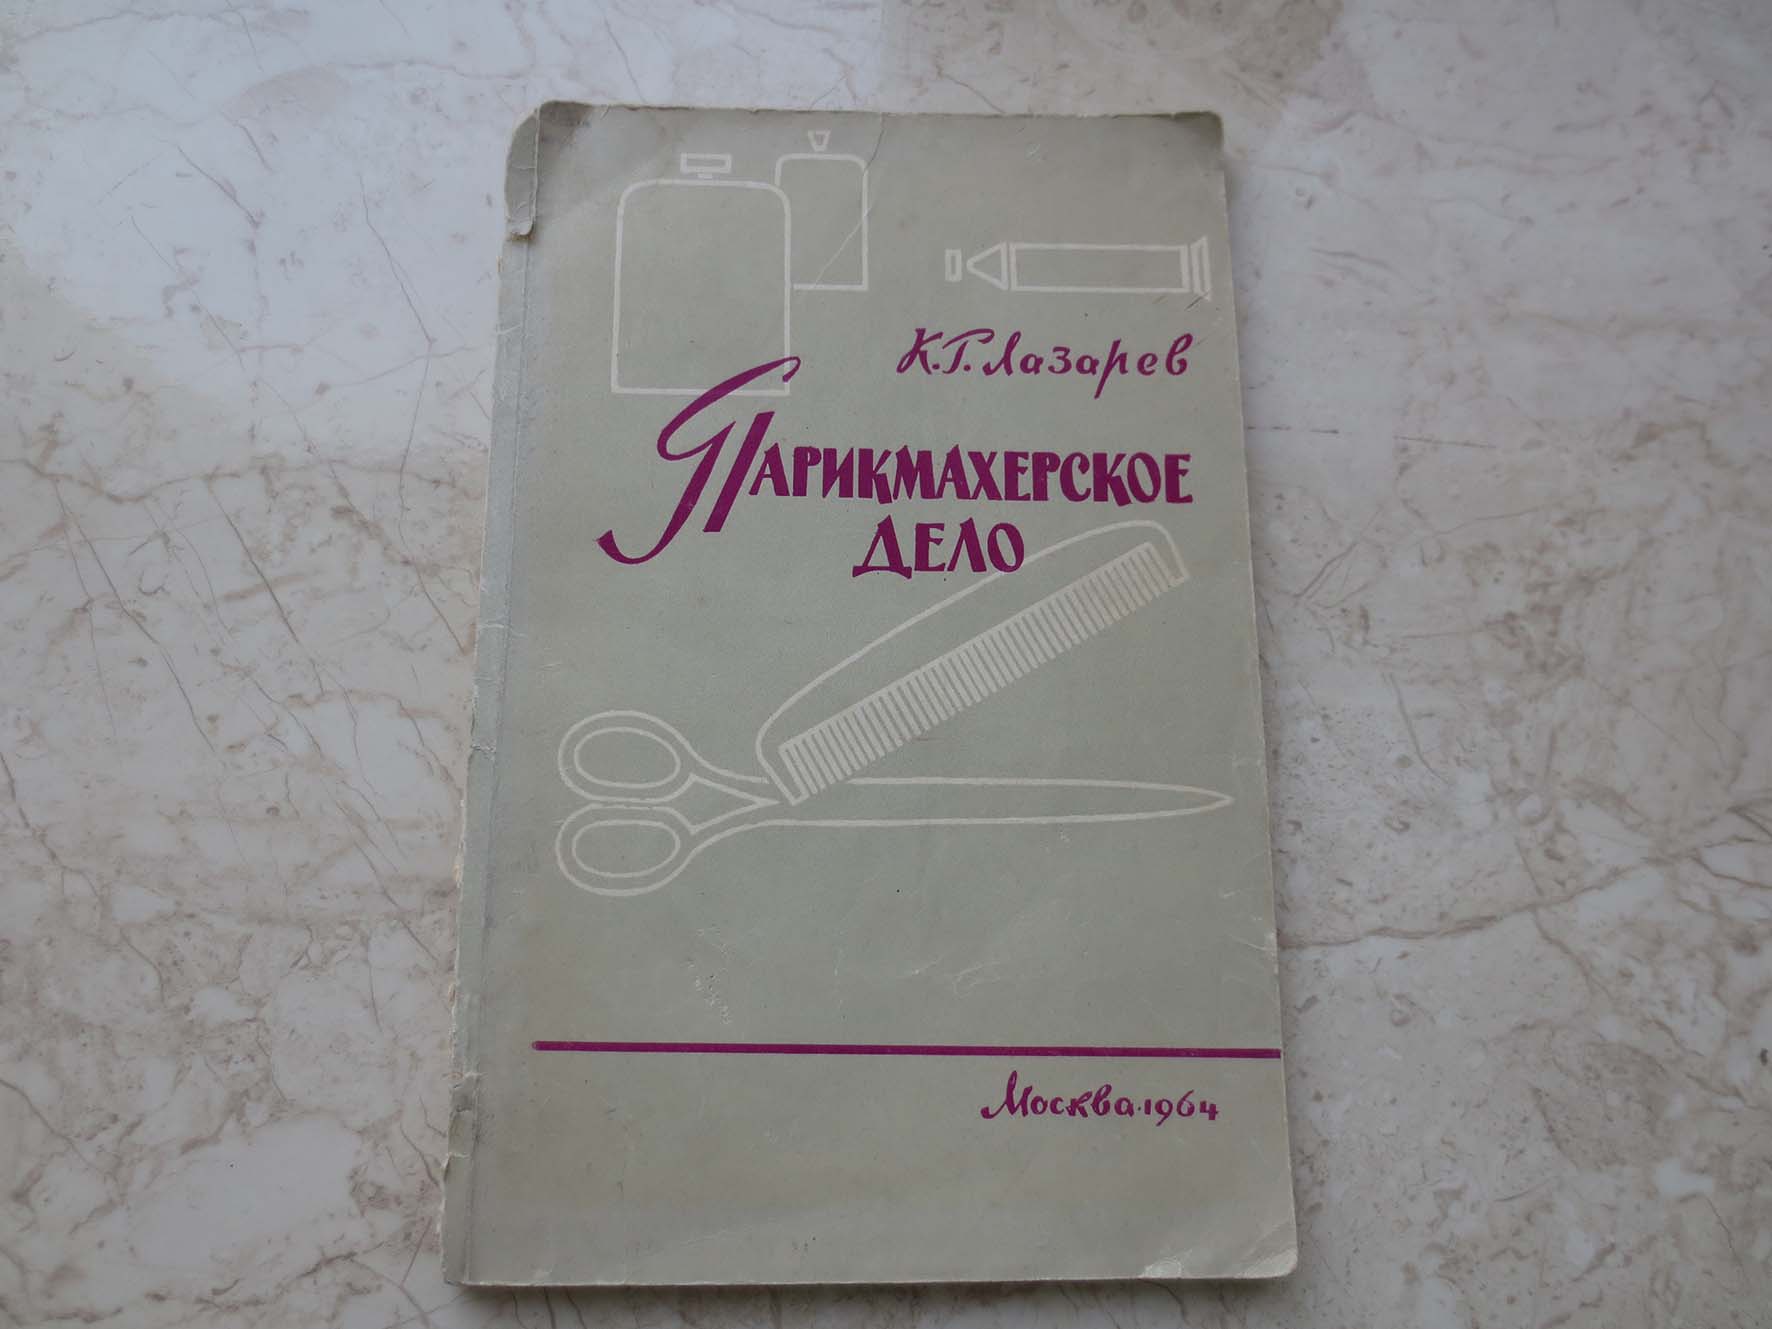 К. Г. Лазарев
Парикмахерское
дело
Москва·1964